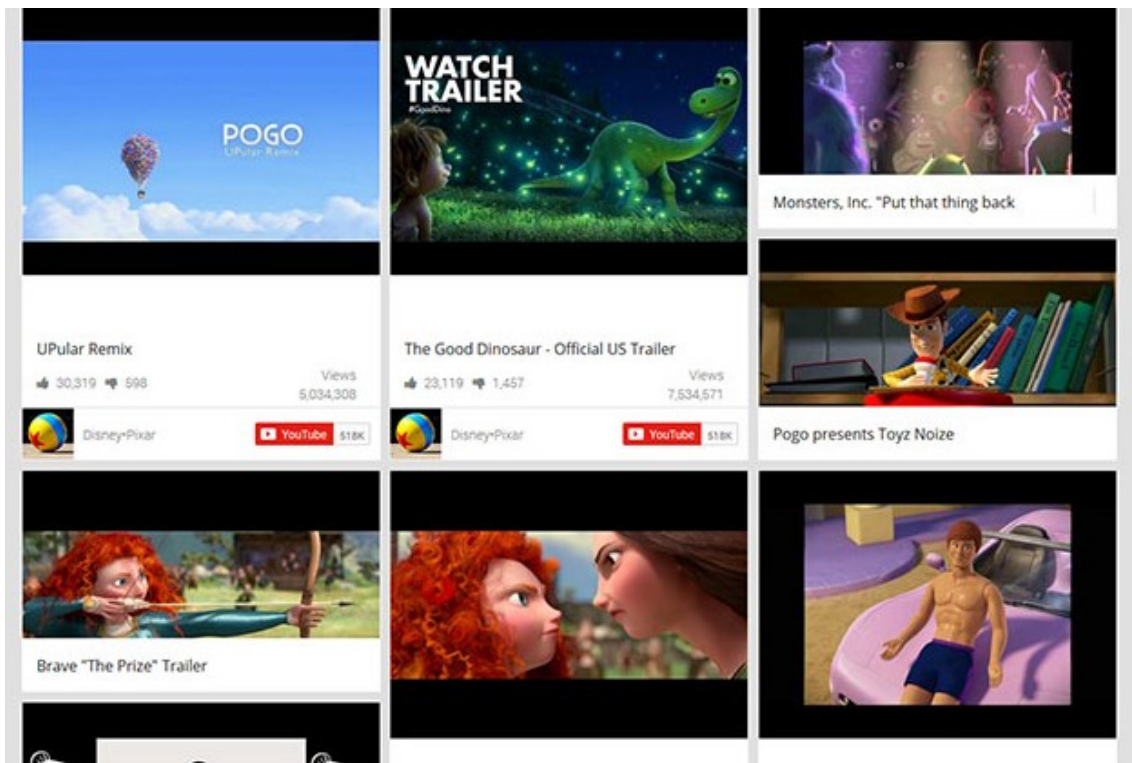 POGO
UPular Remix
UPular Remix
30,319 598
Views
5,034,308
Disney•Pixar
YouTube 518K
WATCH
TRAILER
#GoodDino
The Good Dinosaur - Official US Trailer
23,119 1,457
Views
7,534,571
Disney•Pixar
YouTube 518K
Monsters, Inc. "Put that thing back
Pogo presents Toyz Noize
Brave "The Prize" Trailer